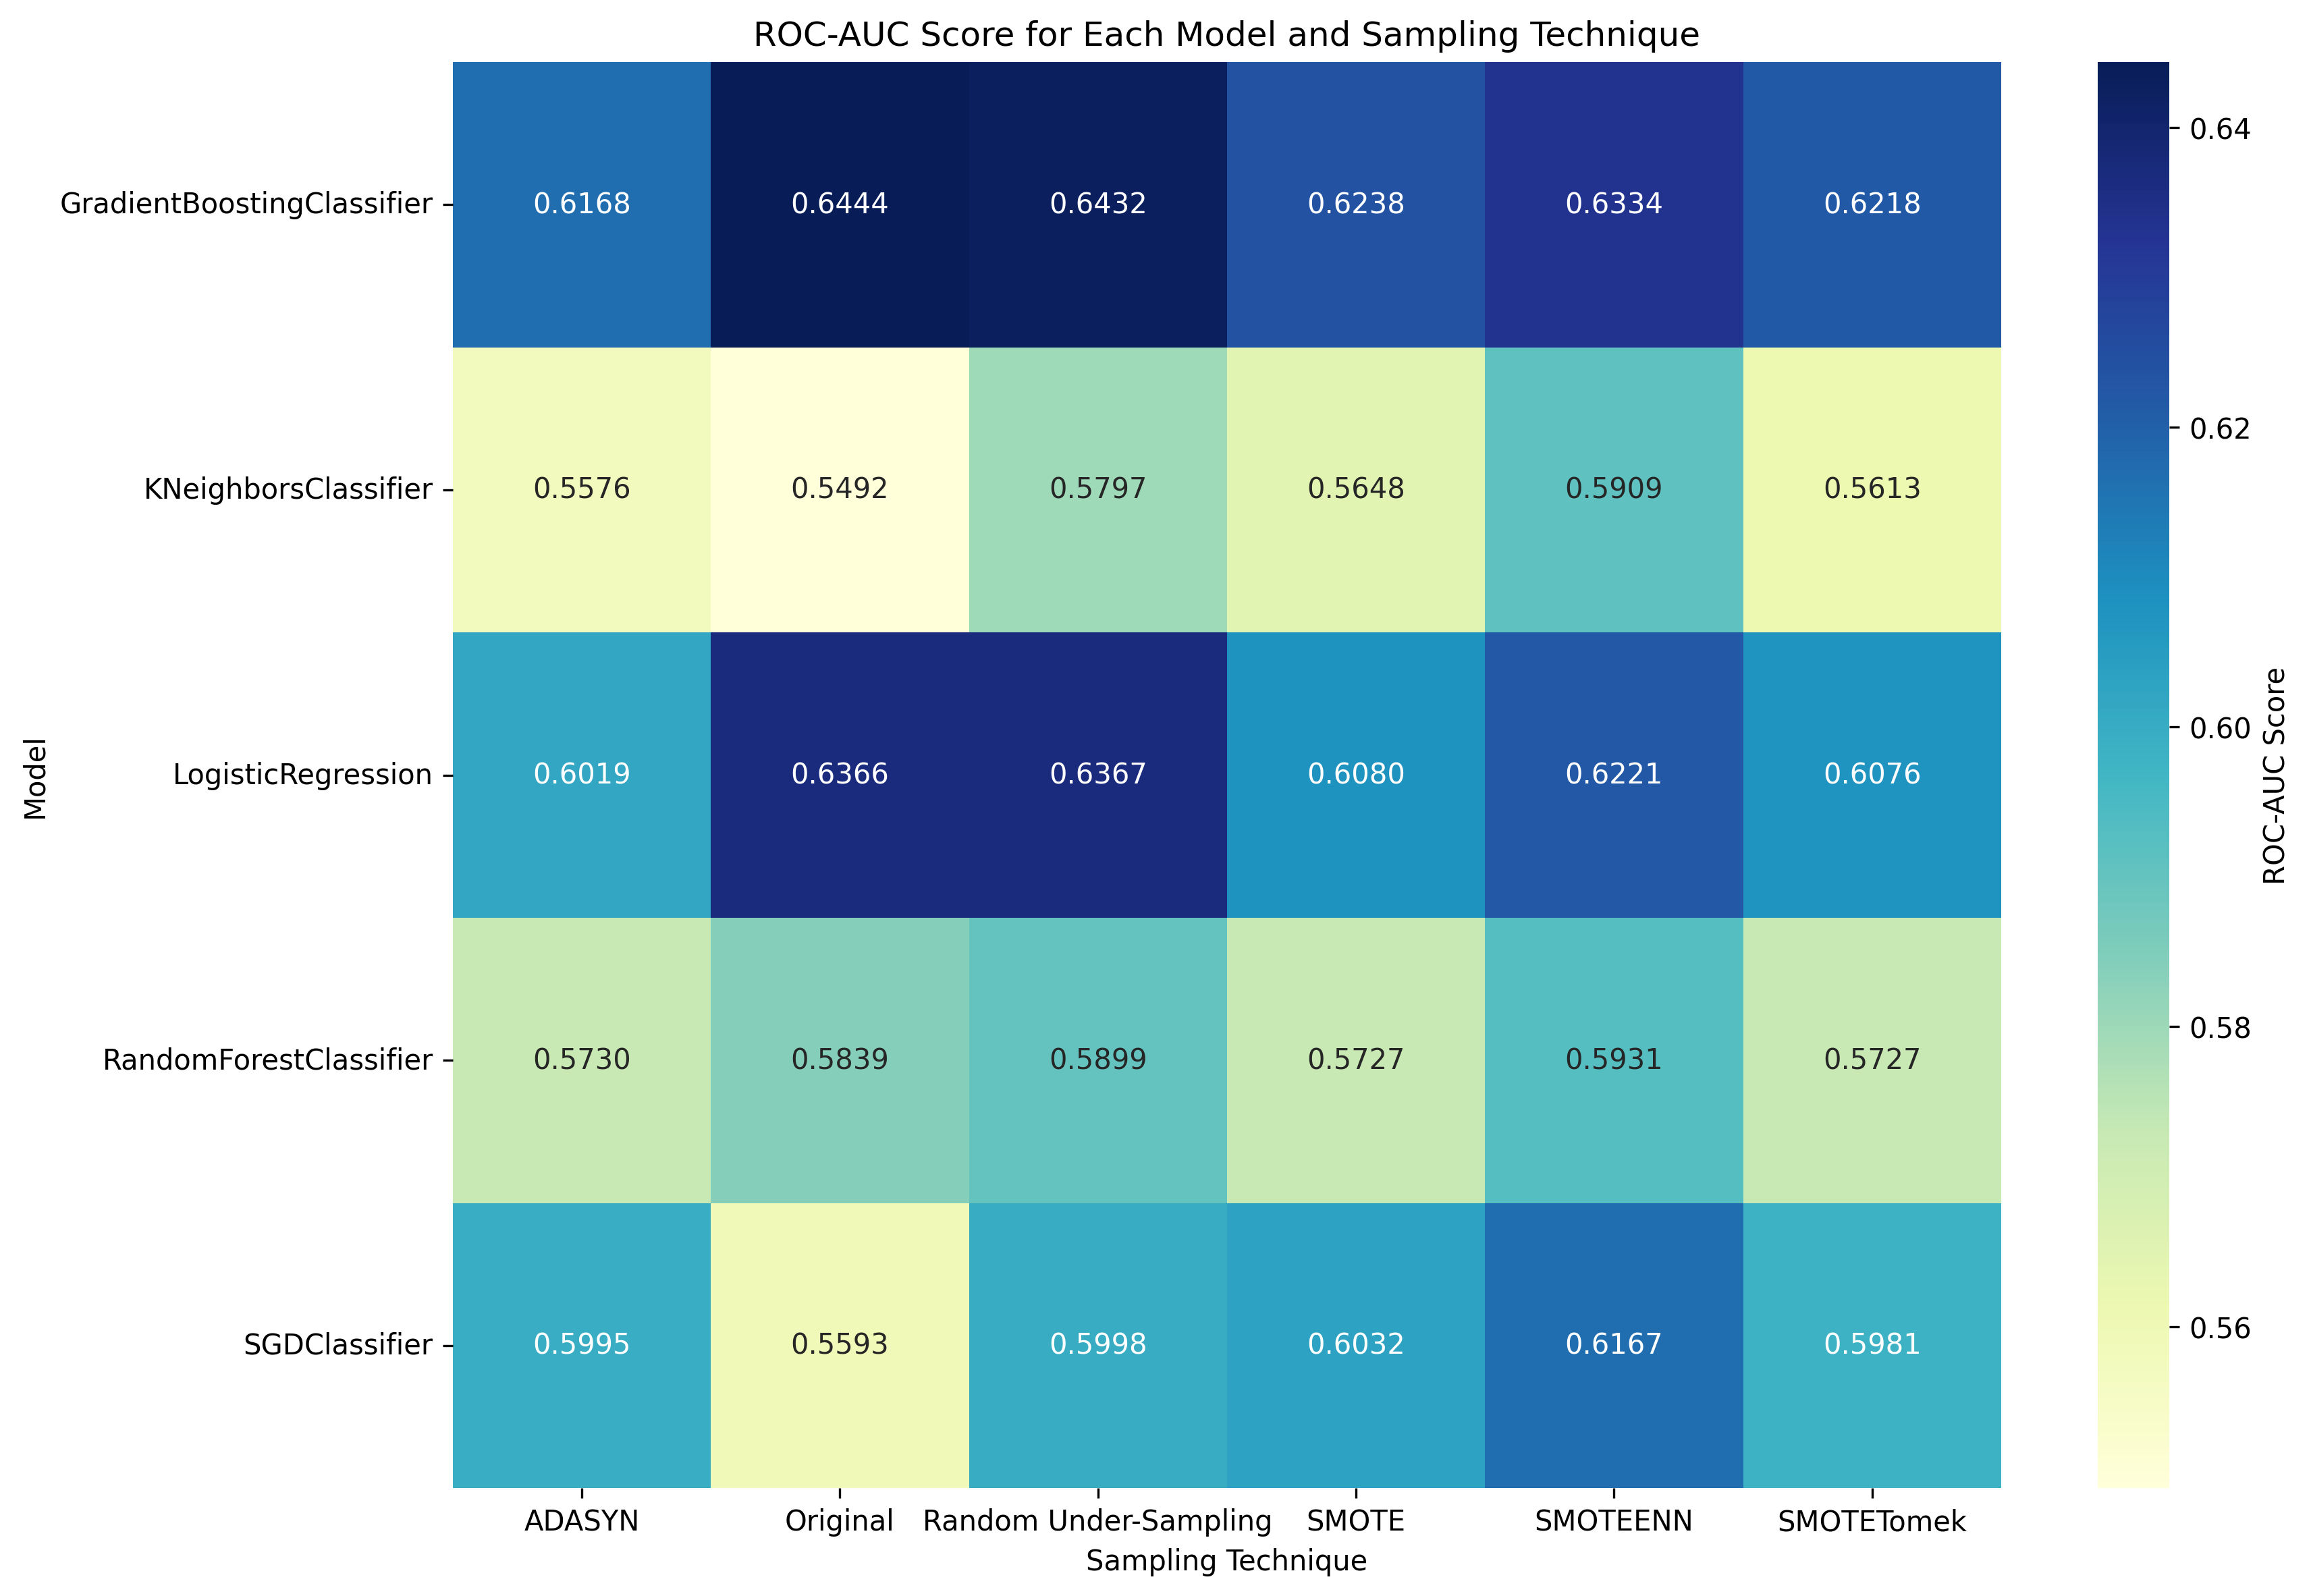 ROC-AUC Score for Each Model and Sampling Technique
GradientBoostingClassifier 0.6168 0.6444 0.6432 0.6238 0.6334 0.6218
KNeighborsClassifier 0.5576 0.5492 0.5797 0.5648 0.5909 0.5613
LogisticRegression 0.6019 0.6366 0.6367 0.6080 0.6221 0.6076
RandomForestClassifier 0.5730 0.5839 0.5899 0.5727 0.5931 0.5727
SGDClassifier 0.5995 0.5593 0.5998 0.6032 0.6167 0.5981
ADASYN Original Random Under-Sampling SMOTE SMOTEENN SMOTETomek
Sampling Technique
Model
0.64
0.62
0.60
0.58
0.56
ROC-AUC Score